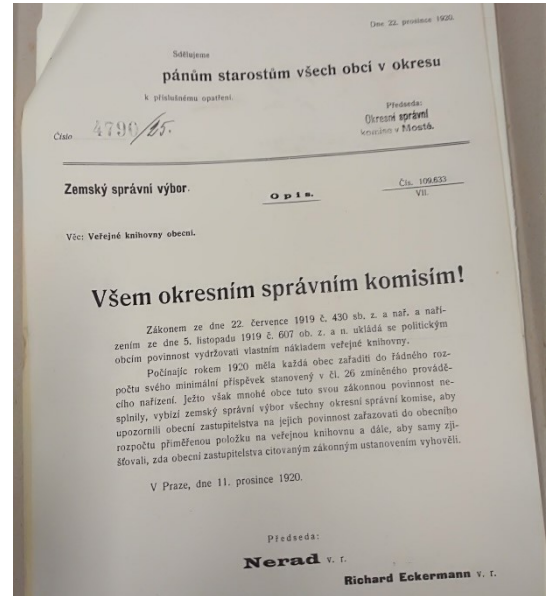 Dne 22. prosince 1920.
Sdělujeme
pánům starostům všech obcí v okresu
k příslušnému opatření.
Předseda:
Okresní správní
komise v Mostě.
Číslo 4790/25.
Zemský správní výbor.
Opis.
Čís. 109.633
VII.
Věc: Veřejné knihovny obecní.
Všem okresním správním komisím!
Zákonem ze dne 22. července 1919 č. 430 sb. z. a nař. a naří-
zením ze dne 5. listopadu 1919 č. 607 ob. z. a n. ukládá se politickým
obcím povinnost vydržovati vlastním nákladem veřejné knihovny.
Počínajíc rokem 1920 měla každá obec zařaditi do řádného roz-
počtu svého minimální příspěvek stanovený v čl. 26 zmíněného provádě-
cího nařízení. Ježto však mnohé obce tuto svou zákonnou povinnost ne-
splnily, vybízí zemský správní výbor všechny okresní správní komise, aby
upozornili obecní zastupitelstva na jejich povinnost zařazovati do obecního
rozpočtu přiměřenou položku na veřejnou knihovnu a dále, aby samy zji-
šťovali, zda obecní zastupitelstva citovaným zákonným ustanovením vyhověli.
V Praze, dne 11. prosince 1920.
Předseda:
Nerad v. r.
Richard Eckermann v. r.